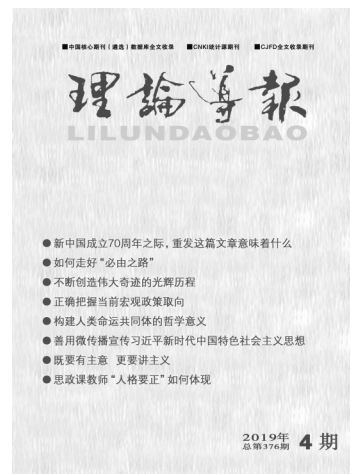 ■中国核心期刊(遴选)数据库全文收录 ■CNKI统计源期刊 ■CJFD全文收录期刊
理論导報
LILUNDAOBAO
●新中国成立70周年之际,重发这篇文章意味着什么
●如何走好“必由之路”
●不断创造伟大奇迹的光辉历程
●正确把握当前宏观政策取向
●构建人类命运共同体的哲学意义
●善用微传播宣传习近平新时代中国特色社会主义思想
●既要有主意 更要讲主义
●思政课教师“人格要正”如何体现
2019年
总第376期 4 期